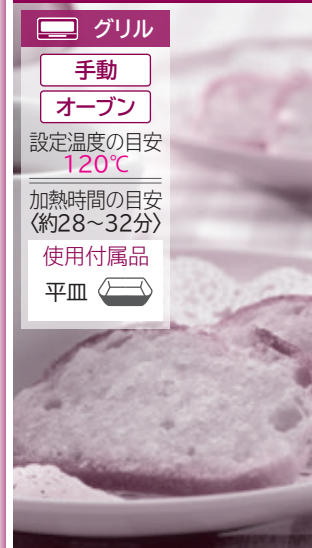 グリル
手動
オーブン
設定温度の目安
120℃
加熱時間の目安
〈約28～32分〉
使用付属品
平皿